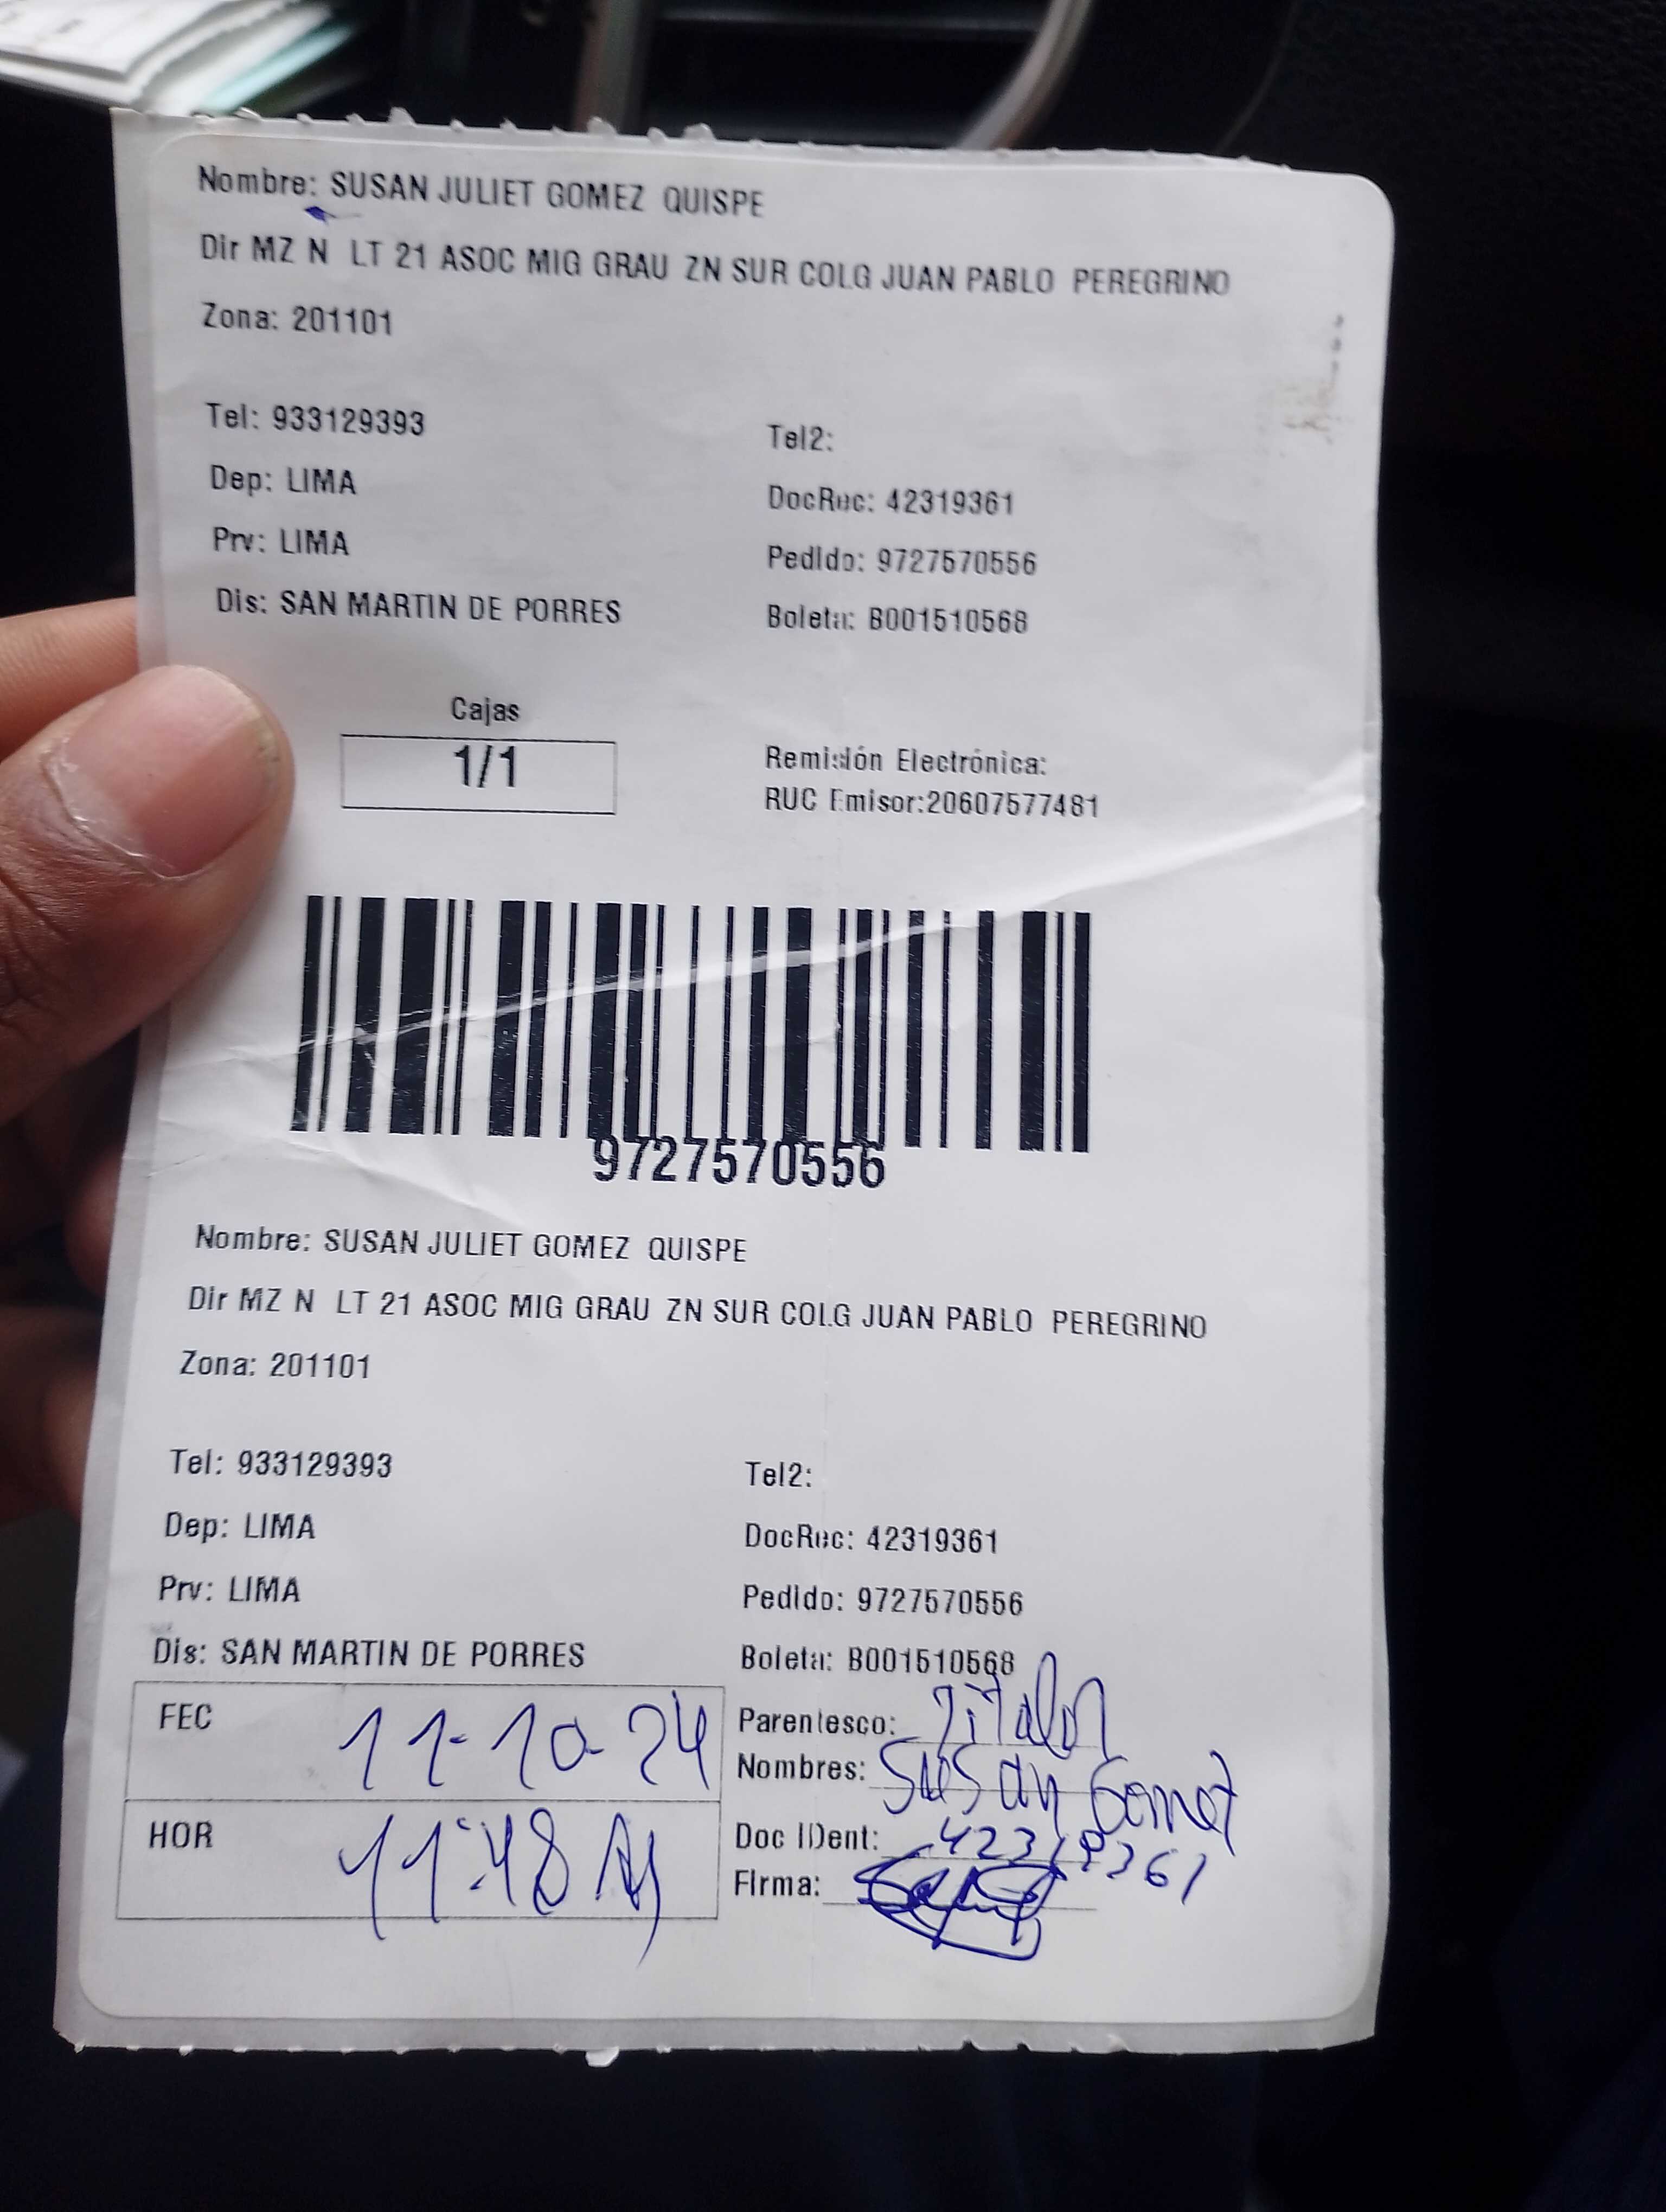 Nombre: SUSAN JULIET GOMEZ QUISPE
Dir MZ N LT 21 ASOC MIG GRAU ZN SUR COLG JUAN PABLO PEREGRINO
Zona: 201101
Tel: 933129393
Tel2:
Dep: LIMA
DocRec: 42319361
Prv: LIMA
Pedido: 9727570556
Dis: SAN MARTIN DE PORRES
Boleta: B001510568
Cajas
1/1
Remisión Electrónica:
RUC Emisor:20607577481
9727570556
Nombre: SUSAN JULIET GOMEZ QUISPE
Dir MZ N LT 21 ASOC MIG GRAU ZN SUR COLG JUAN PABLO PEREGRINO
Zona: 201101
Tel: 933129393
Tel2:
Dep: LIMA
DocRec: 42319361
Prv: LIMA
Pedido: 9727570556
Dis: SAN MARTIN DE PORRES
Boleta: B001510568
FEC 11-10-24
Parentesco:
Nombres: Susan Gomez
HOR 11:48
Doc IDent: 42319361
Firma: